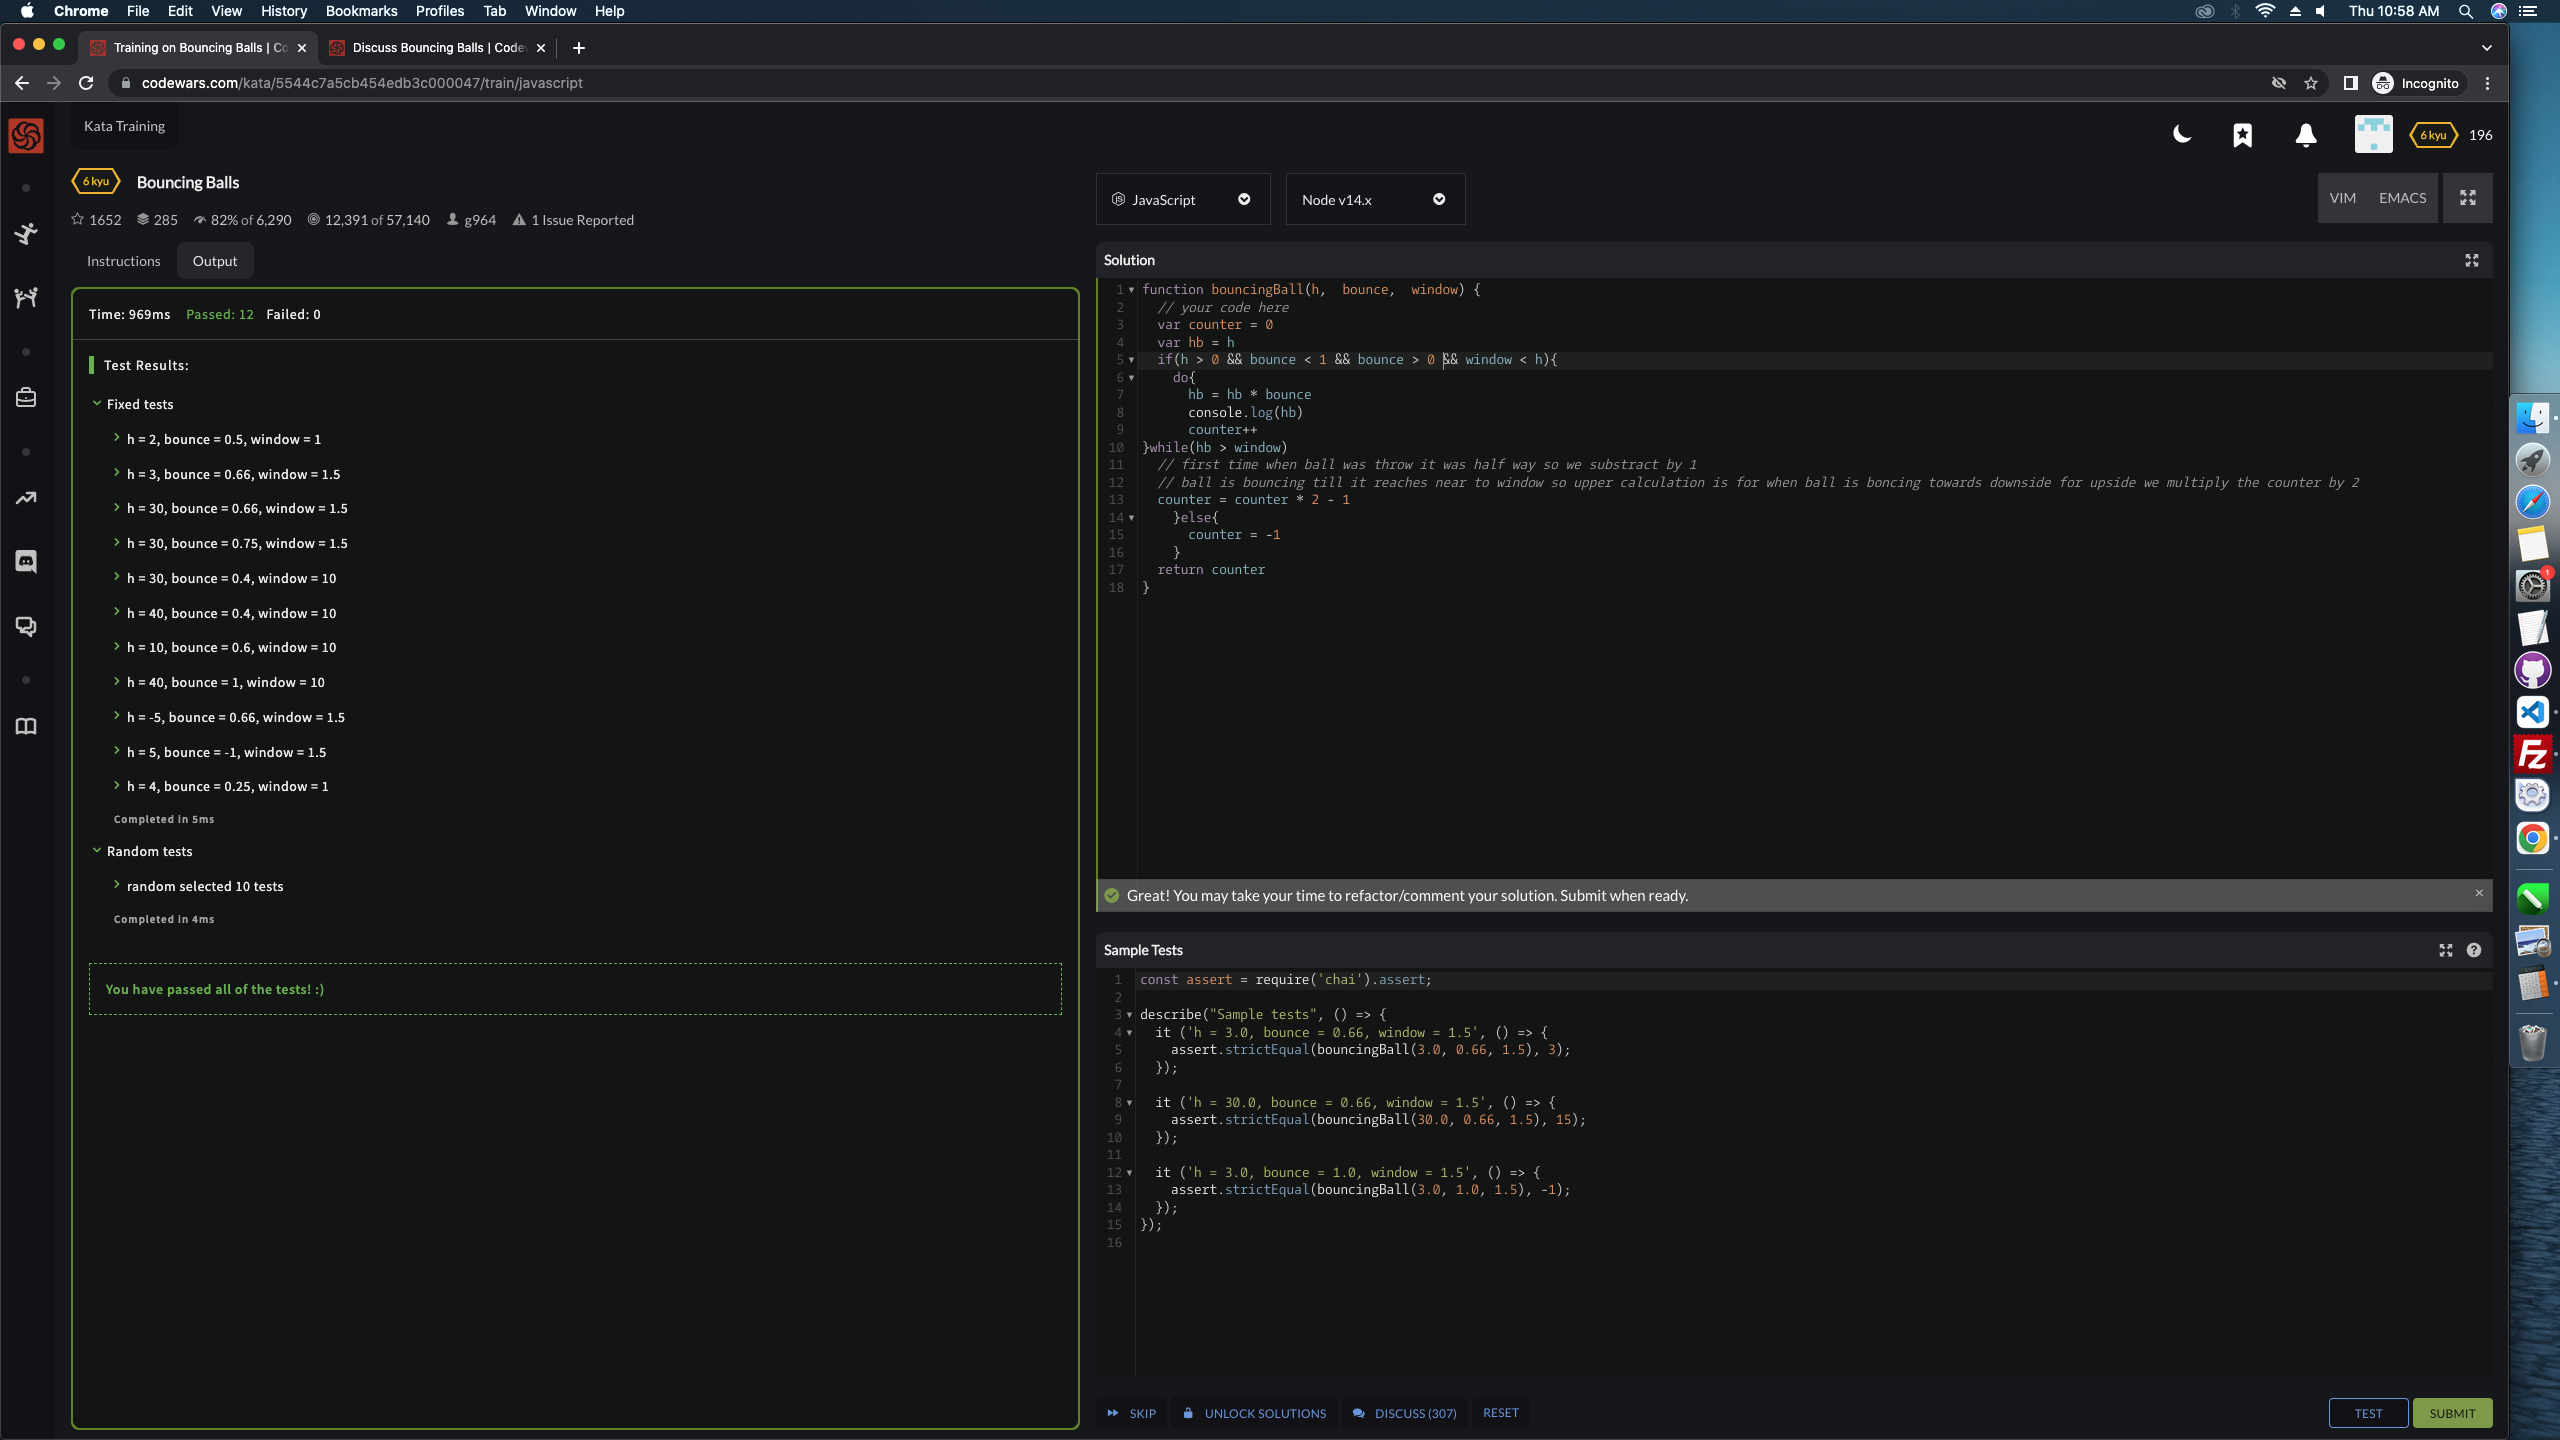 Chrome File Edit View History Bookmarks Profiles Tab Window Help Thu 10:58 AM
Training on Bouncing Balls | Co Discuss Bouncing Balls | Code
codewars.com/kata/5544c7a5cb454edb3c000047/train/javascript Incognito
Kata Training
6 kyu 196
6 kyu Bouncing Balls
1652 285 82% of 6,290 12,391 of 57,140 g964 1 Issue Reported
JavaScript Node v14.x VIM EMACS
Instructions Output
Time: 969ms Passed: 12 Failed: 0
Test Results:
Fixed tests
h = 2, bounce = 0.5, window = 1
h = 3, bounce = 0.66, window = 1.5
h = 30, bounce = 0.66, window = 1.5
h = 30, bounce = 0.75, window = 1.5
h = 30, bounce = 0.4, window = 10
h = 40, bounce = 0.4, window = 10
h = 10, bounce = 0.6, window = 10
h = 40, bounce = 1, window = 10
h = -5, bounce = 0.66, window = 1.5
h = 5, bounce = -1, window = 1.5
h = 4, bounce = 0.25, window = 1
Completed in 5ms
Random tests
random selected 10 tests
Completed in 4ms
You have passed all of the tests! :)
Solution
1 function bouncingBall(h,  bounce,  window) {
2   // your code here
3   var counter = 0
4   var hb = h
5   if(h > 0 && bounce < 1 && bounce > 0 && window < h){
6     do{
7       hb = hb * bounce
8       console.log(hb)
9       counter++
10 }while(hb > window)
11   // first time when ball was throw it was half way so we substract by 1
12   // ball is bouncing till it reaches near to window so upper calculation is for when ball is boncing towards downside for upside we multiply the counter by 2
13   counter = counter * 2 - 1
14     }else{
15       counter = -1
16     }
17   return counter
18 }
Great! You may take your time to refactor/comment your solution. Submit when ready.
Sample Tests
1 const assert = require('chai').assert;
2
3 describe("Sample tests", () => {
4   it ('h = 3.0, bounce = 0.66, window = 1.5', () => {
5     assert.strictEqual(bouncingBall(3.0, 0.66, 1.5), 3);
6   });
7
8   it ('h = 30.0, bounce = 0.66, window = 1.5', () => {
9     assert.strictEqual(bouncingBall(30.0, 0.66, 1.5), 15);
10   });
11
12   it ('h = 3.0, bounce = 1.0, window = 1.5', () => {
13     assert.strictEqual(bouncingBall(3.0, 1.0, 1.5), -1);
14   });
15 });
16
SKIP UNLOCK SOLUTIONS DISCUSS (307) RESET TEST SUBMIT